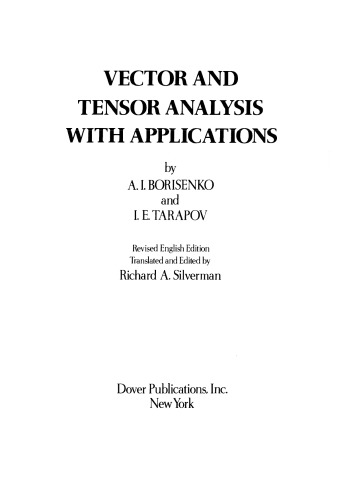 VECTOR AND
TENSOR ANALYSIS
WITH APPLICATIONS
by
A. I. BORISENKO
and
I. E. TARAPOV
Revised English Edition
Translated and Edited by
Richard A. Silverman
Dover Publications, Inc.
New York